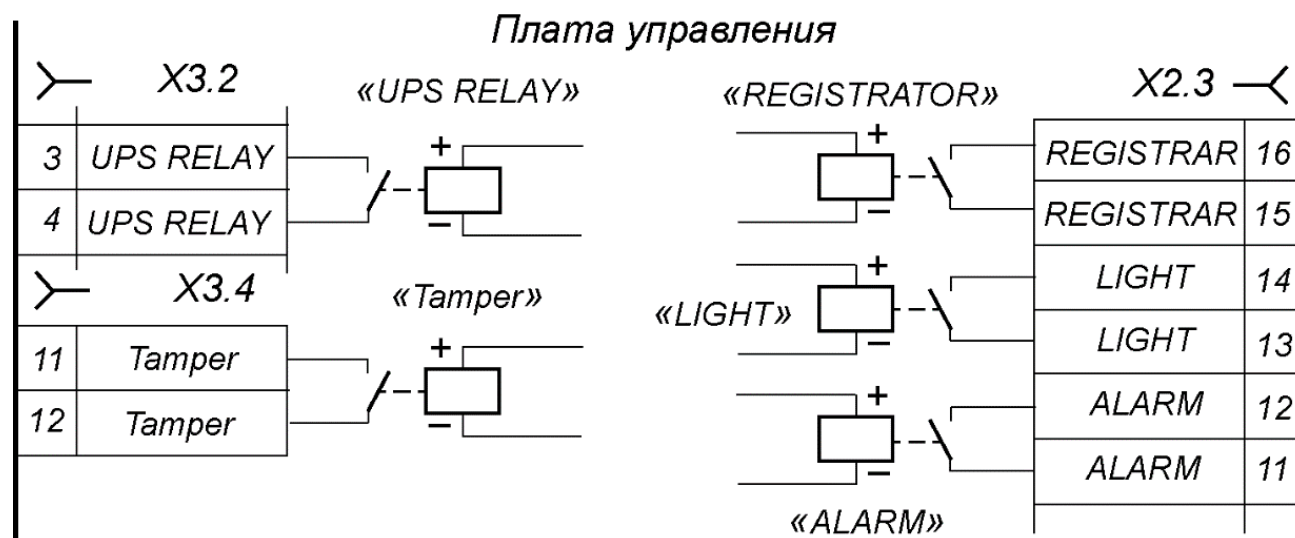 Плата управления
X3.2
«UPS RELAY»
3 UPS RELAY
+
4 UPS RELAY
−
X3.4
«Tamper»
11 Tamper
+
12 Tamper
−
«REGISTRATOR»
X2.3
+
REGISTRAR 16
−
REGISTRAR 15
«LIGHT»
+
LIGHT 14
−
LIGHT 13
+
ALARM 12
−
ALARM 11
«ALARM»